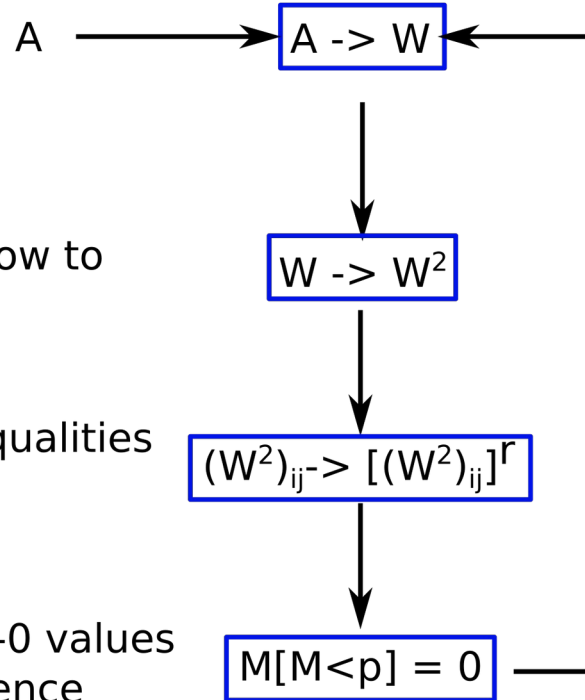 A
A -> W
ow to
W -> W²
qualities
(W²)ij-> [(W²)ij]r
-0 values
ence
M[M<p] = 0